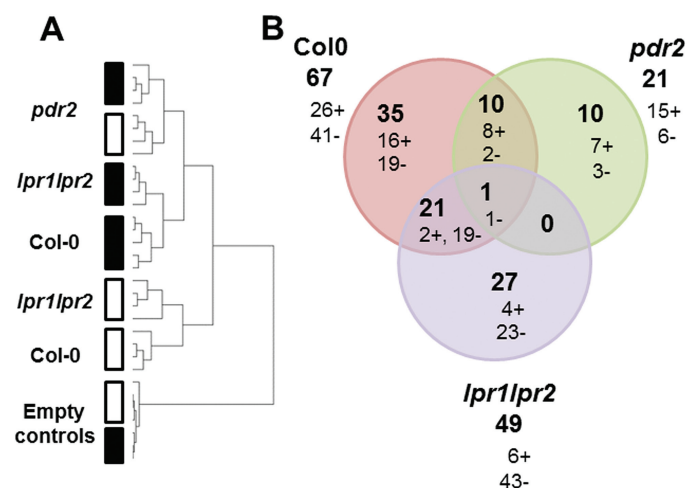 A
pdr2
lpr1lpr2
Col-0
lpr1lpr2
Col-0
Empty
controls
B
Col0
67
26+
41-
pdr2
21
15+
6-
35
16+
19-
10
8+
2-
10
7+
3-
21
2+, 19-
1
1-
0
27
4+
23-
lpr1lpr2
49
6+
43-